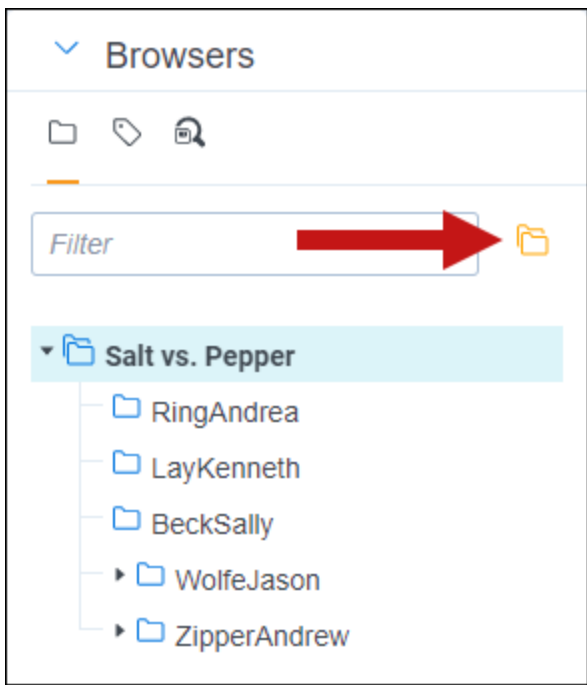 Browsers
Filter
Salt vs. Pepper
RingAndrea
LayKenneth
BeckSally
WolfeJason
ZipperAndrew